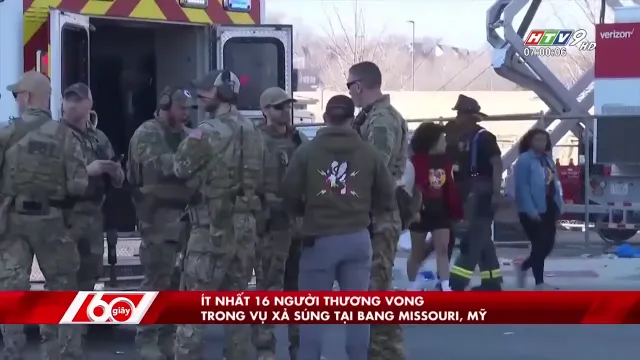 HTV9 HD
07:00:06
verizon
60 giây
ÍT NHẤT 16 NGƯỜI THƯƠNG VONG
TRONG VỤ XẢ SÚNG TẠI BANG MISSOURI, MỸ